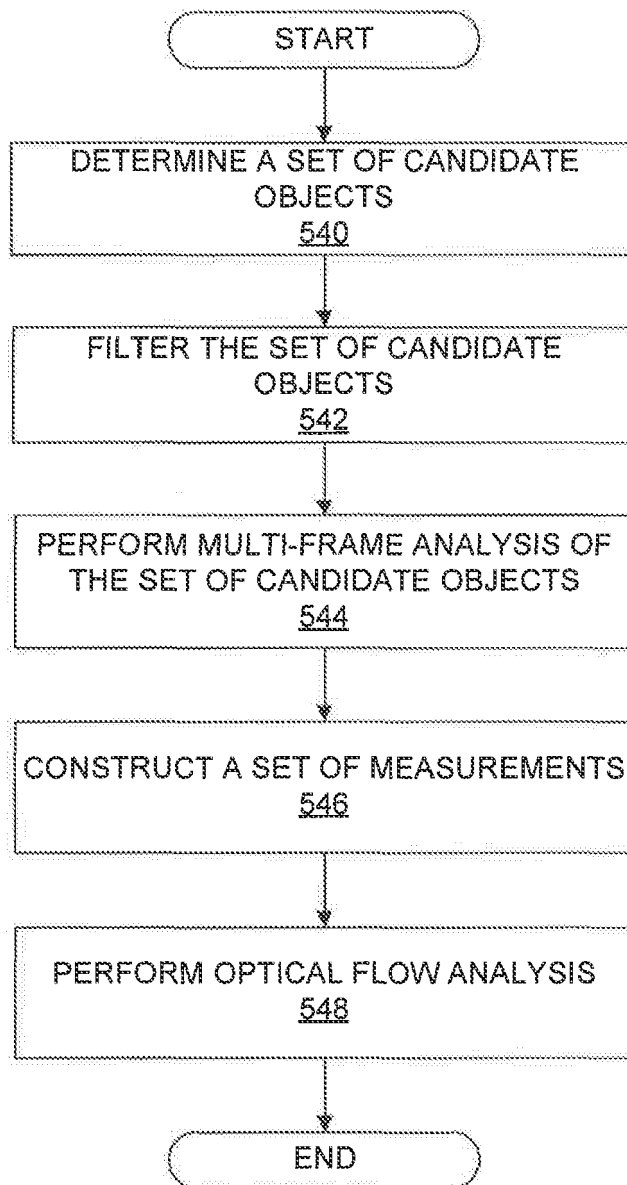 START
DETERMINE A SET OF CANDIDATE
OBJECTS
540
FILTER THE SET OF CANDIDATE
OBJECTS
542
PERFORM MULTI-FRAME ANALYSIS OF
THE SET OF CANDIDATE OBJECTS
544
CONSTRUCT A SET OF MEASUREMENTS
546
PERFORM OPTICAL FLOW ANALYSIS
548
END